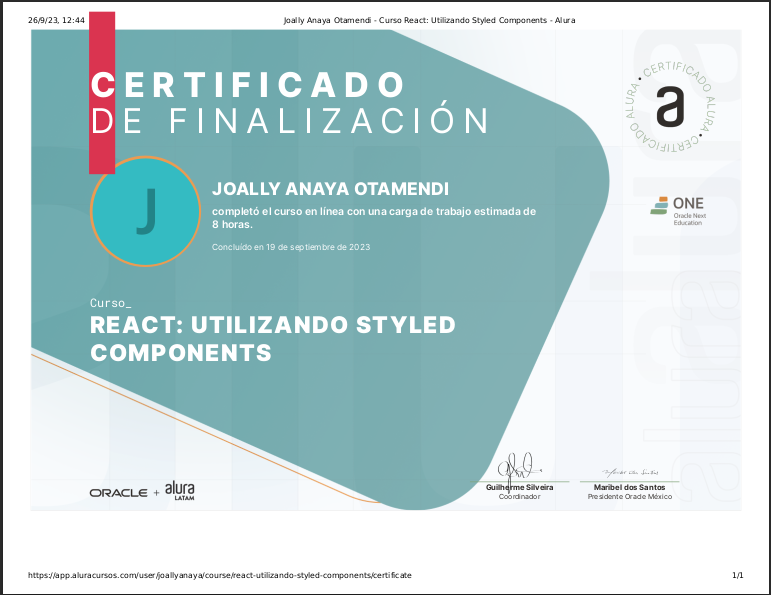 26/9/23, 12:44
Joally Anaya Otamendi - Curso React: Utilizando Styled Components - Alura
CERTIFICADO
DE FINALIZACIÓN
CERTIFICADO ALURA • CERTIFICADO ALURA •
a
J
JOALLY ANAYA OTAMENDI
completó el curso en línea con una carga de trabajo estimada de
8 horas.
Concluído en 19 de septiembre de 2023
ONE
Oracle Next
Education
Curso_
REACT: UTILIZANDO STYLED
COMPONENTS
ORACLE + alura
LATAM
Guilherme Silveira
Coordinador
Maribel dos Santos
Presidente Oracle México
alura
https://app.aluracursos.com/user/joallyanaya/course/react-utilizando-styled-components/certificate
1/1